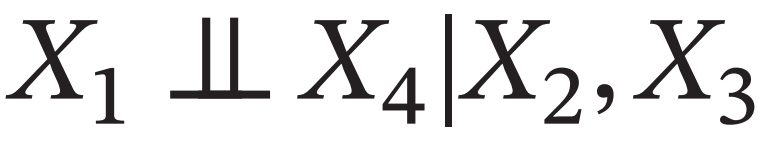 X₁ ⫫ X₄|X₂, X₃